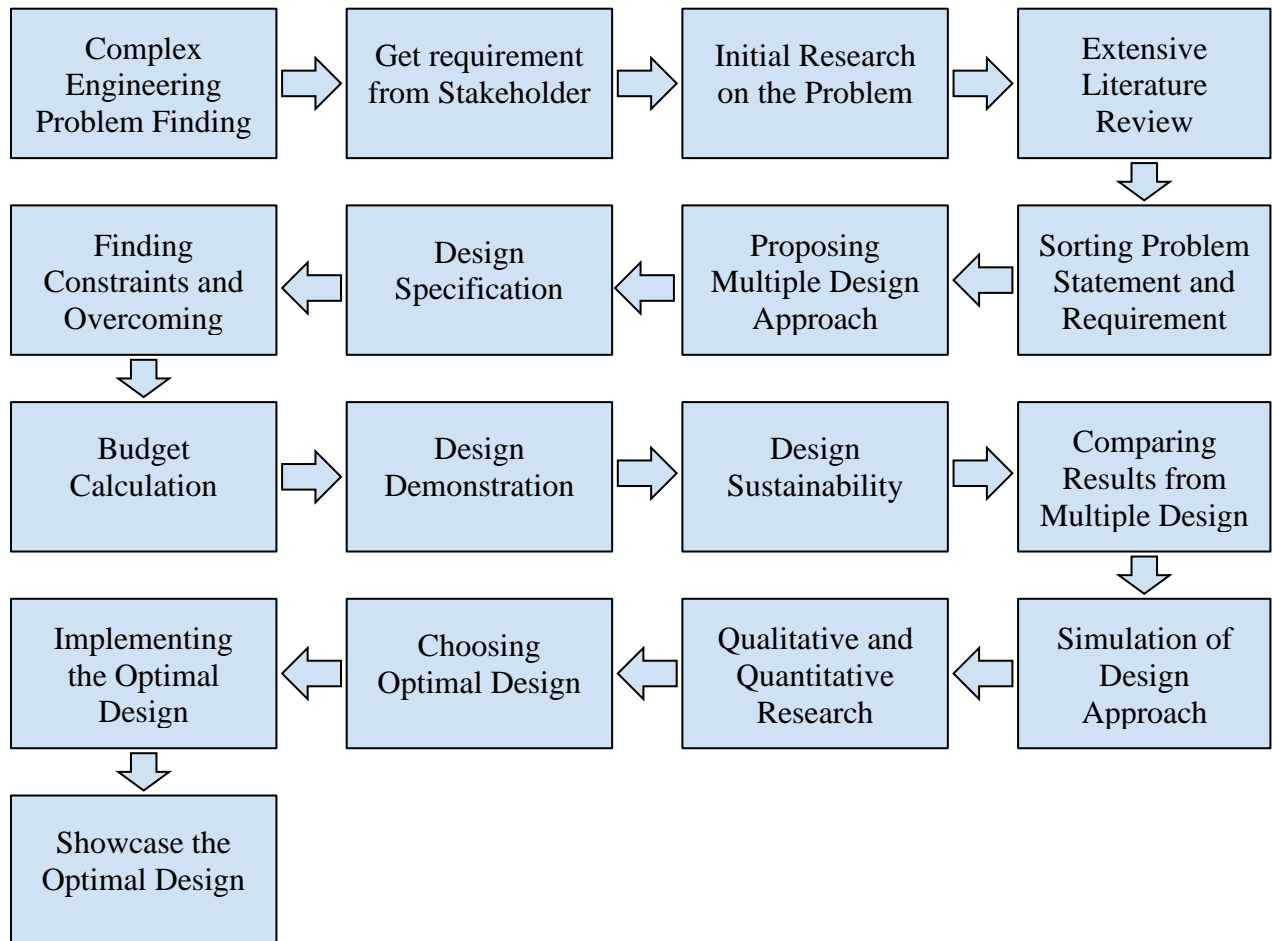 Complex
Engineering
Problem Finding
Get requirement
from Stakeholder
Initial Research
on the Problem
Extensive
Literature
Review
Sorting Problem
Statement and
Requirement
Proposing
Multiple Design
Approach
Design
Specification
Finding
Constraints and
Overcoming
Budget
Calculation
Design
Demonstration
Design
Sustainability
Comparing
Results from
Multiple Design
Simulation of
Design
Approach
Qualitative and
Quantitative
Research
Choosing
Optimal Design
Implementing
the Optimal
Design
Showcase the
Optimal Design